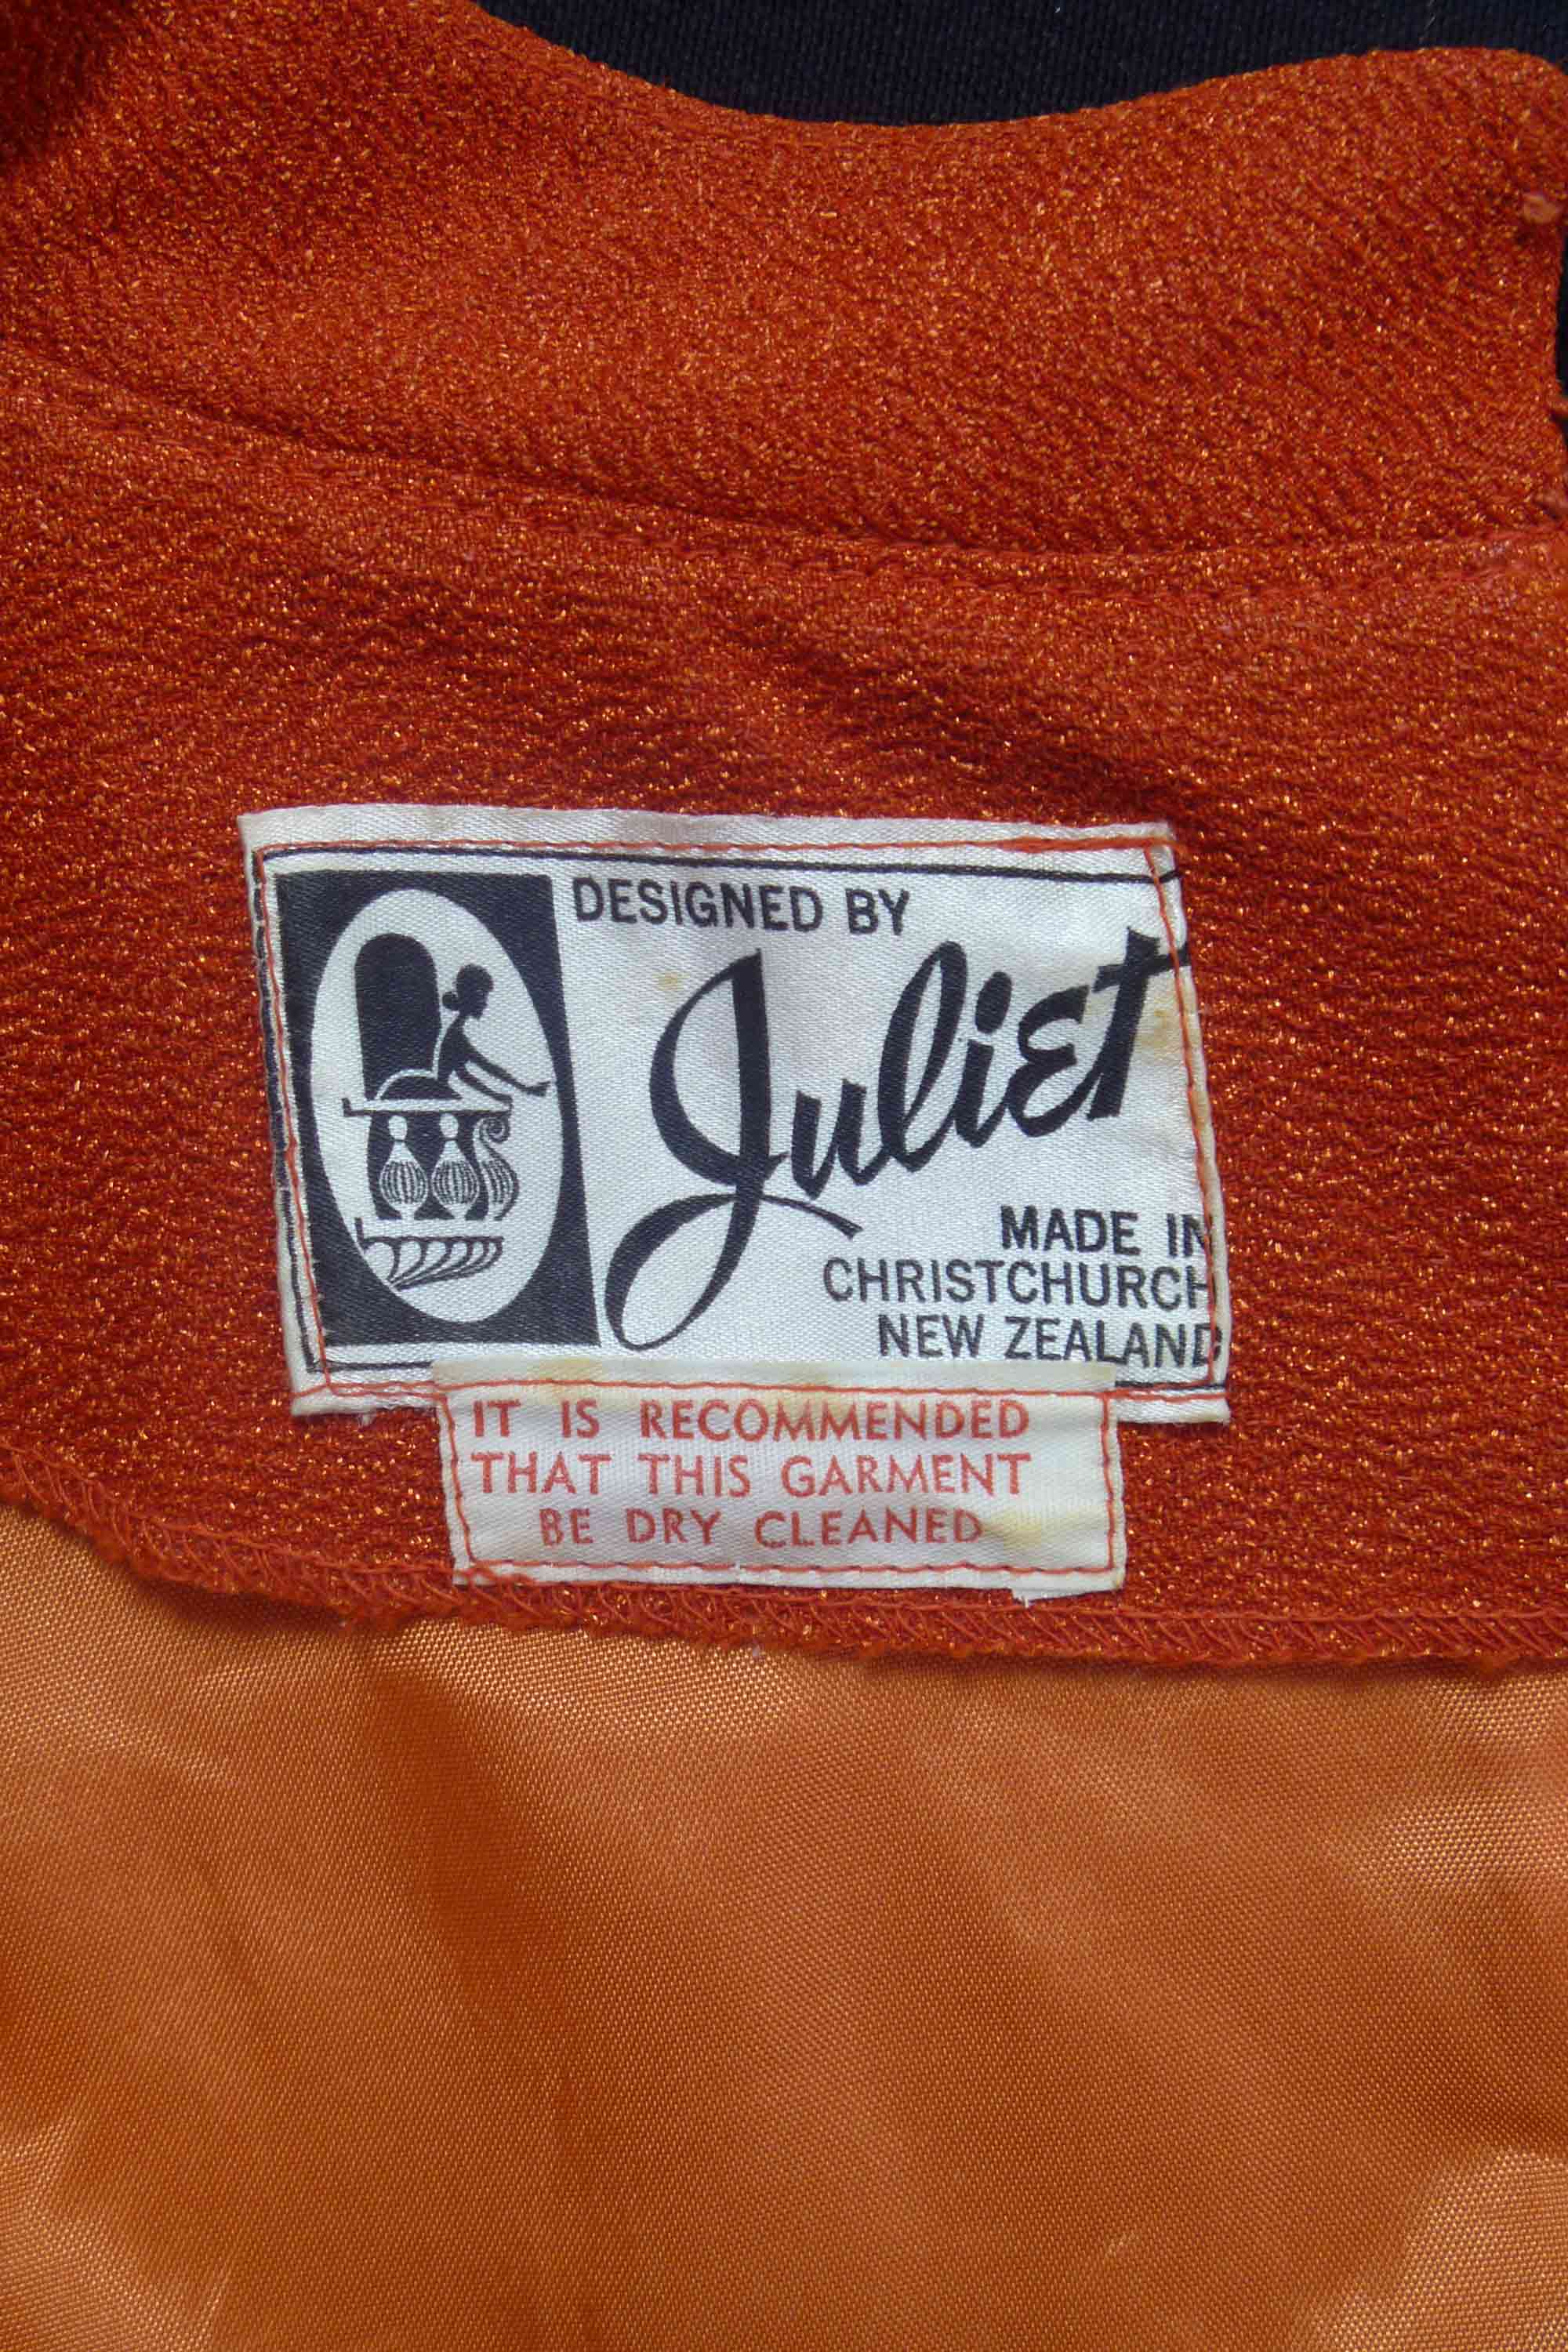 DESIGNED BY
Juliet
MADE IN
CHRISTCHURCH
NEW ZEALAND
IT IS RECOMMENDED
THAT THIS GARMENT
BE DRY CLEANED